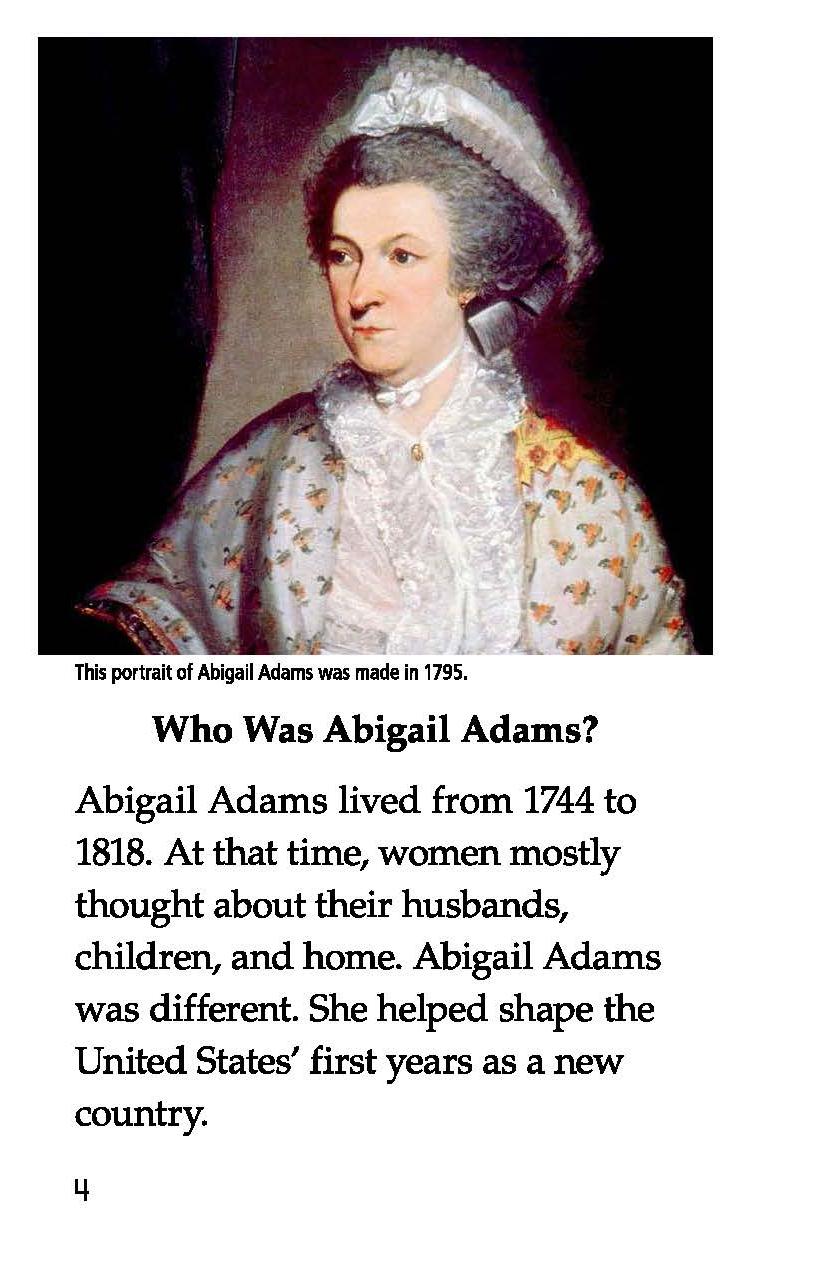 This portrait of Abigail Adams was made in 1795.
Who Was Abigail Adams?
Abigail Adams lived from 1744 to
1818. At that time, women mostly
thought about their husbands,
children, and home. Abigail Adams
was different. She helped shape the
United States’ first years as a new
country.
4